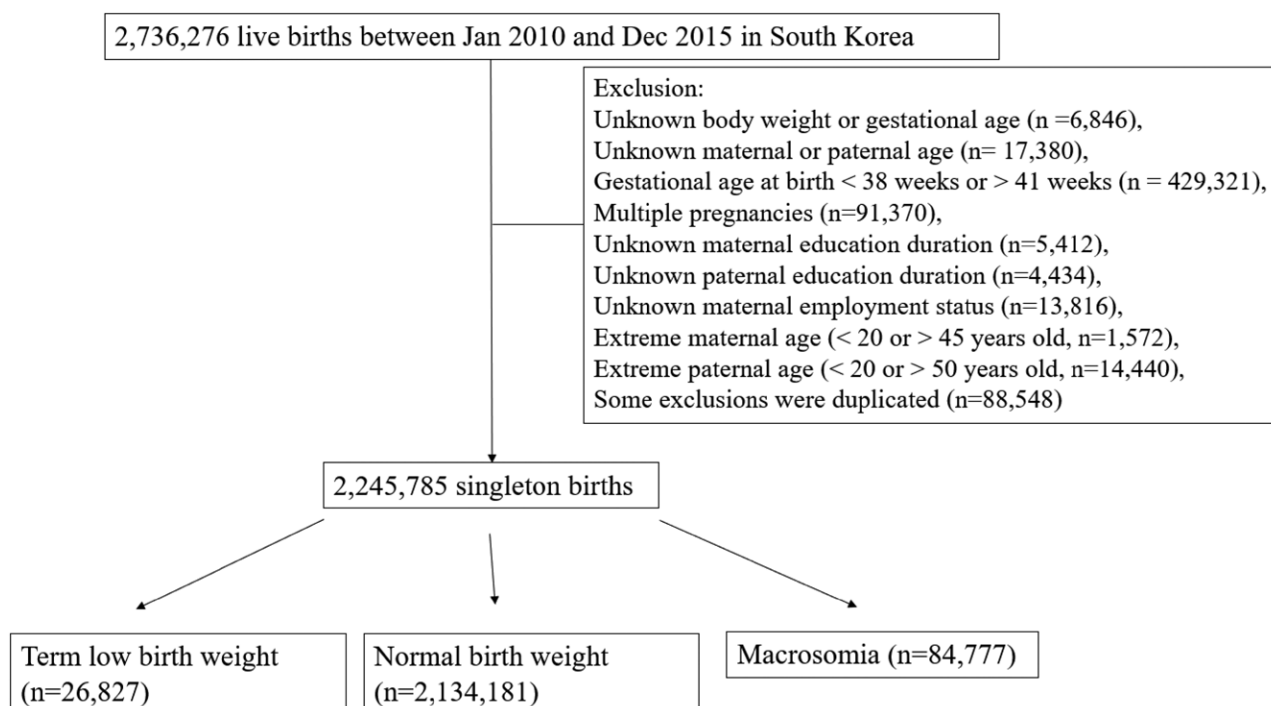 2,736,276 live births between Jan 2010 and Dec 2015 in South Korea
Exclusion:
Unknown body weight or gestational age (n =6,846),
Unknown maternal or paternal age (n= 17,380),
Gestational age at birth < 38 weeks or > 41 weeks (n = 429,321),
Multiple pregnancies (n=91,370),
Unknown maternal education duration (n=5,412),
Unknown paternal education duration (n=4,434),
Unknown maternal employment status (n=13,816),
Extreme maternal age (< 20 or > 45 years old, n=1,572),
Extreme paternal age (< 20 or > 50 years old, n=14,440),
Some exclusions were duplicated (n=88,548)
2,245,785 singleton births
Term low birth weight
(n=26,827)
Normal birth weight
(n=2,134,181)
Macrosomia (n=84,777)